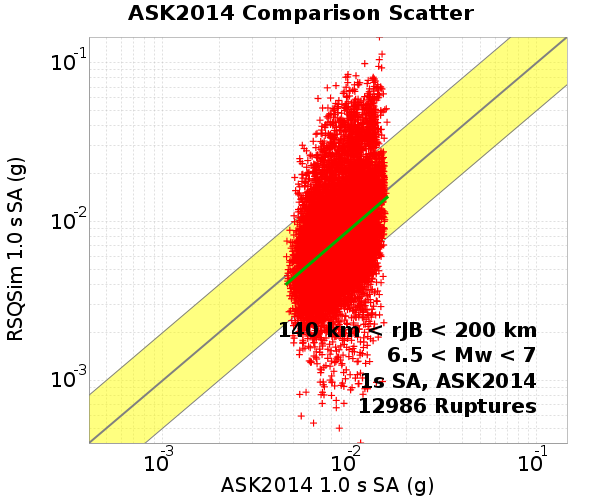 ASK2014 Comparison Scatter
10-1
10-2
10-3
RSQSim 1.0 s SA (g)
140 km < rJB < 200 km
6.5 < Mw < 7
1s SA, ASK2014
12986 Ruptures
10-3 10-2 10-1
ASK2014 1.0 s SA (g)